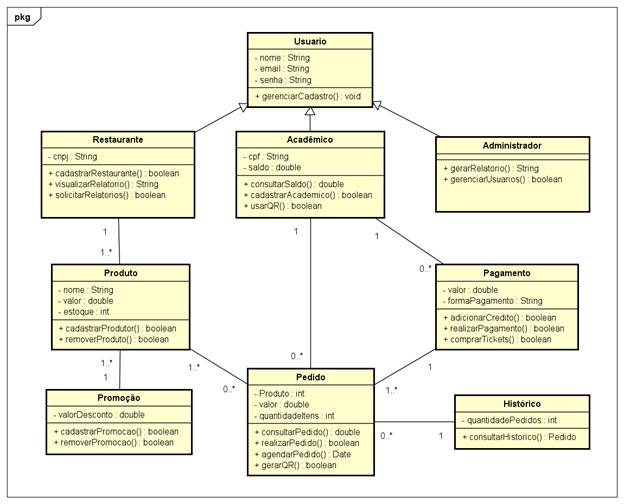 pkg
Usuario
- nome : String
- email : String
- senha : String
+ gerenciarCadastro() : void
Restaurante
- cnpj : String
+ cadastrarRestaurante() : boolean
+ visualizarRelatorio() : String
+ solicitarRelatorios() : boolean
Acadêmico
- cpf : String
- saldo : double
+ consultarSaldo() : double
+ cadastrarAcademico() : boolean
+ usarQR() : boolean
Administrador
+ gerarRelatorio() : String
+ gerenciarUsuarios() : boolean
1
1..*
1
0..*
1
0..*
Produto
- nome : String
- valor : double
- estoque : int
+ cadastrarProdutor() : boolean
+ removerProduto() : boolean
Pagamento
- valor : double
- formaPagamento : String
+ adicionarCredito() : boolean
+ realizarPagamento() : boolean
+ comprarTickets() : boolean
1..*
1
1..*
0..*
1
1..*
Promoção
- valorDesconto : double
+ cadastrarPromocao() : boolean
+ removerPromocao() : boolean
Pedido
- Produto : int
- valor : double
- quantidadeItens : int
+ consultarPedido() : double
+ realizarPedido() : boolean
+ agendarPedido() : Date
+ gerarQR() : boolean
0..*
1
Histórico
- quantidadePedidos : int
+ consultarHistorico() : Pedido